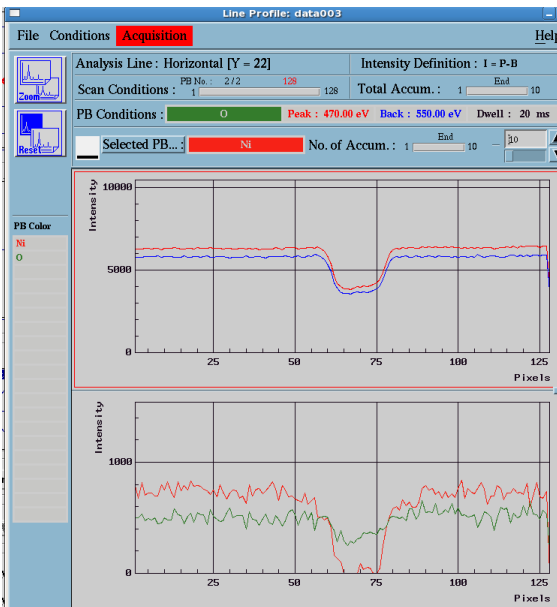 Line Profile: data003
File Conditions Acquisition Help
Analysis Line : Horizontal [Y = 22] Intensity Definition : I = P-B
Scan Conditions : PB No. : 2/2 128 1 128 Total Accum. : 1 End 10
Zoom
PB Conditions : O Peak : 470.00 eV Back : 550.00 eV Dwell : 20 ms
Reset
Selected PB... : Ni No. of Accum. : 1 End 10 10
PB Color
Ni
O
Intensity
10000
5000
0
25 50 75 100 125
Pixels
Intensity
1000
0
25 50 75 100 125
Pixels